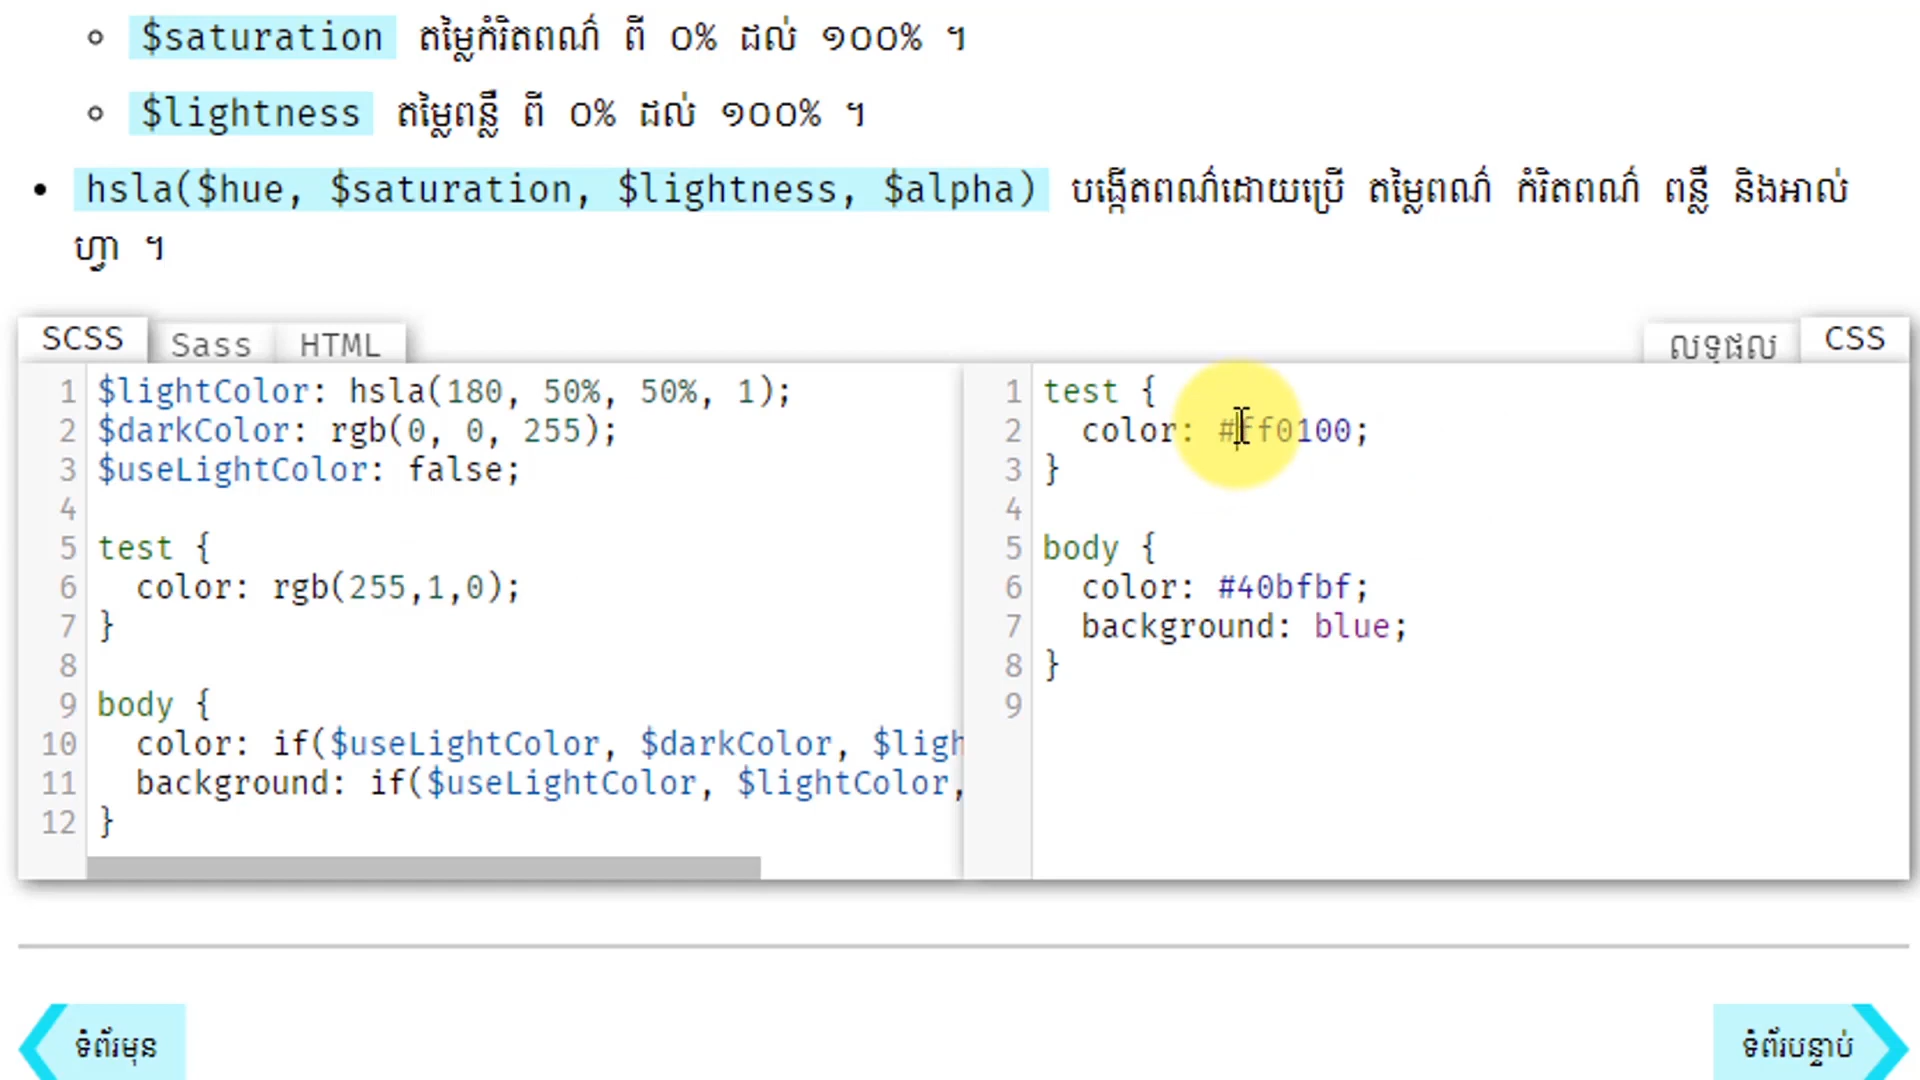 $saturation តម្លៃកំរិតពណ៌ ពី ០% ដល់ ១០០% ។
$lightness តម្លៃពន្លឺ ពី ០% ដល់ ១០០% ។
hsla($hue, $saturation, $lightness, $alpha) បង្កើតពណ៌ដោយប្រើ តម្លៃពណ៌ កំរិតពណ៌ ពន្លឺ និងអាល់
ហ្វា ។
SCSS Sass HTML
1 $lightColor: hsla(180, 50%, 50%, 1);
2 $darkColor: rgb(0, 0, 255);
3 $useLightColor: false;
4
5 test {
6 color: rgb(255,1,0);
7 }
8
9 body {
10 color: if($useLightColor, $darkColor, $ligh
11 background: if($useLightColor, $lightColor,
12 }
លទ្ធផល CSS
1 test {
2 color: #ff0100;
3 }
4
5 body {
6 color: #40bfbf;
7 background: blue;
8 }
9
ទំព័រមុន
ទំព័របន្ទាប់